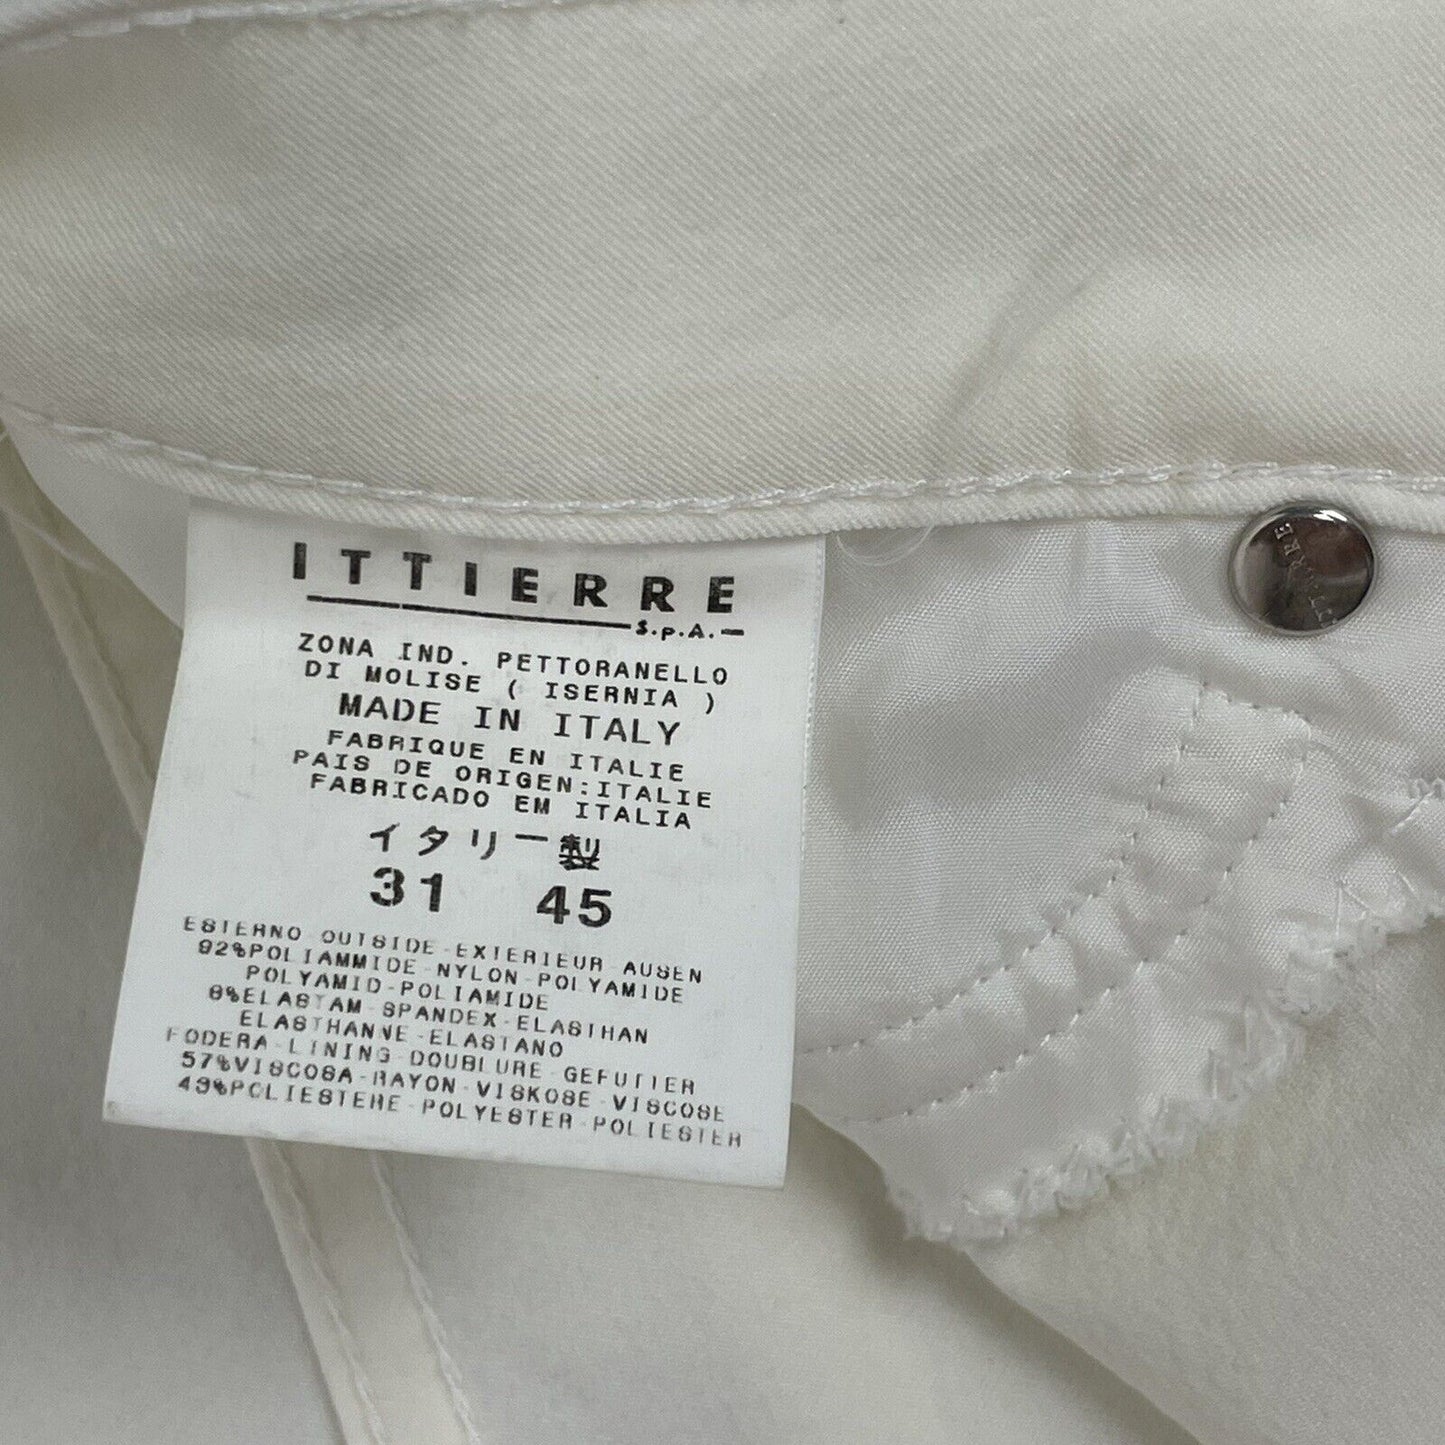 ITTIERRE
S.p.A.
ZONA IND. PETTORANELLO
DI MOLISE ( ISERNIA )
MADE IN ITALY
FABRIQUE EN ITALIE
PAIS DE ORIGEN:ITALIE
FABRICADO EM ITALIA
イタリー製
31 45
ESTERNO-OUTSIDE-EXTERIEUR-AUSEN
92%POLIAMMIDE-NYLON-POLYAMIDE
POLYAMID-POLIAMIDE
8%ELASTAM-SPANDEX-ELASTHAN
ELASTHANNE-ELASTANO
FODERA-LINING-DOUBLURE-GEFUTTER
57%VISCOSA-RAYON-VISKOSE-VISCOSE
43%POLIESTERE-POLYESTER-POLIESTER
ITTIERRE